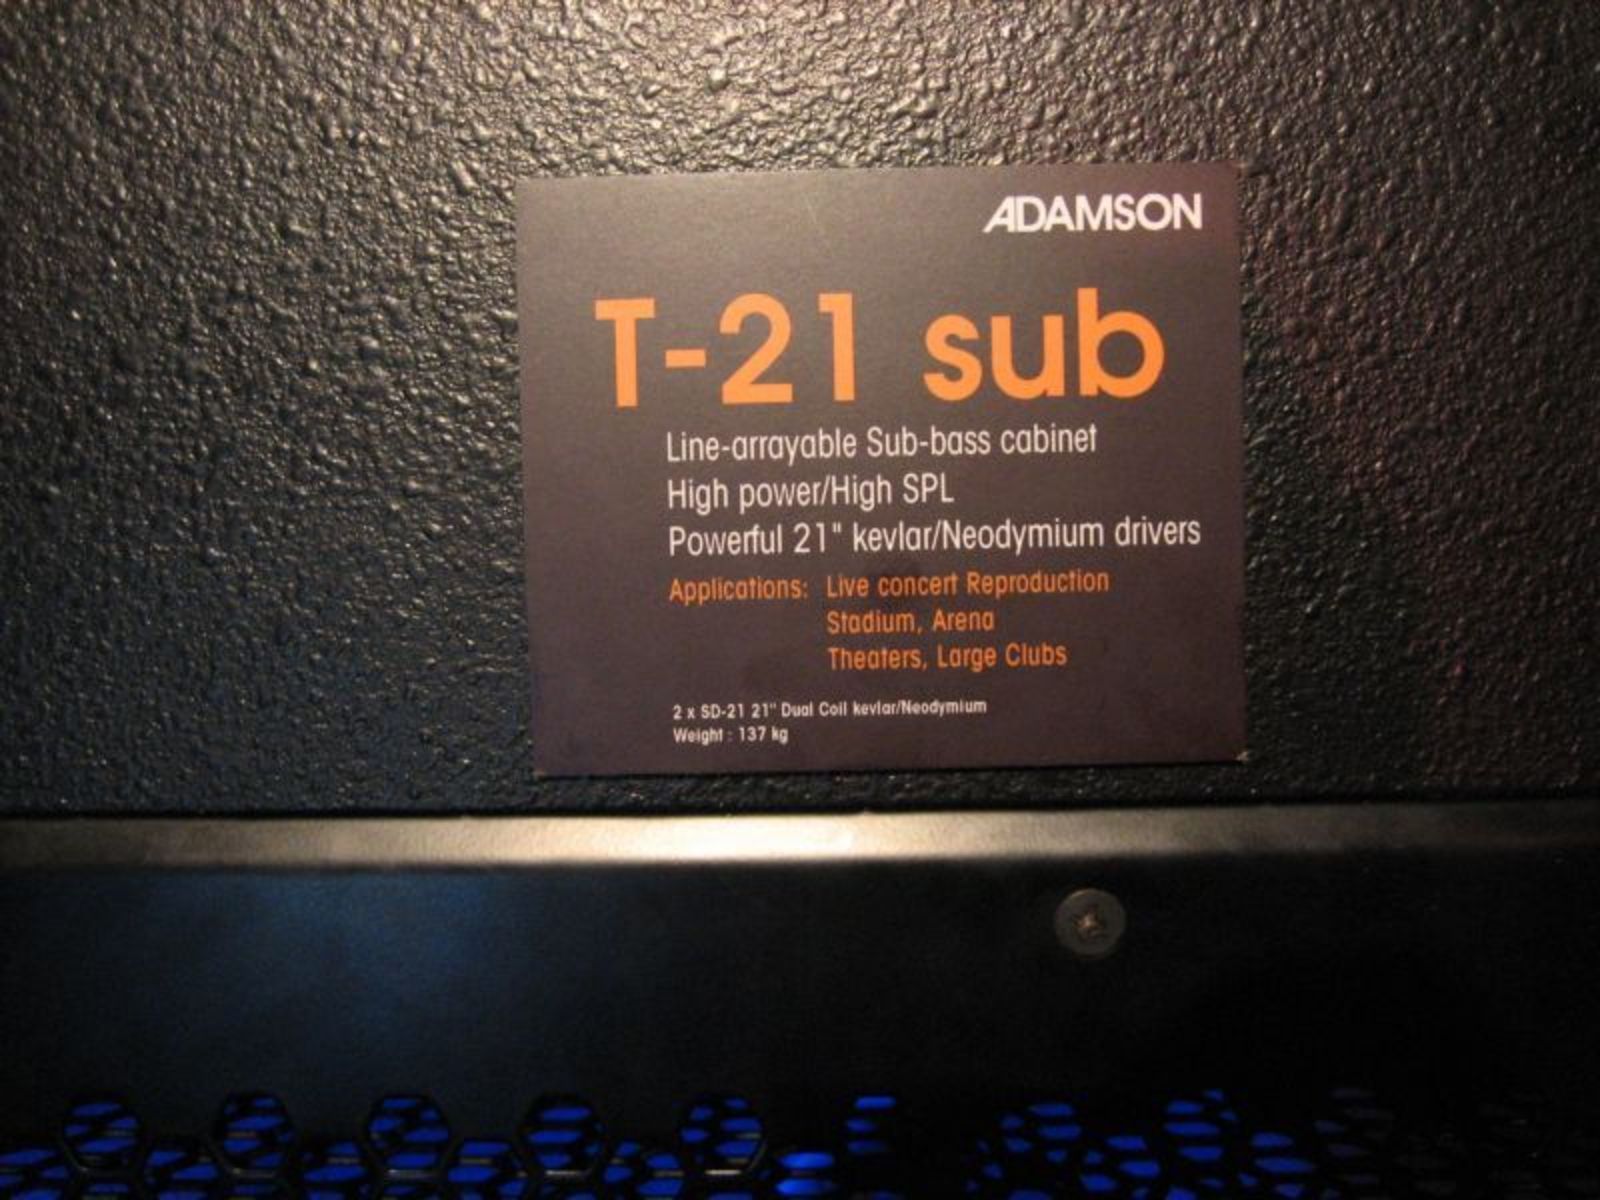 ADAMSON
T-21 sub
Line-arrayable Sub-bass cabinet
High power/High SPL
Powerful 21" kevlar/Neodymium drivers
Applications: Live concert Reproduction
Stadium, Arena
Theaters, Large Clubs
2 x SD-21 21" Dual Coil kevlar/Neodymium
Weight : 137 kg